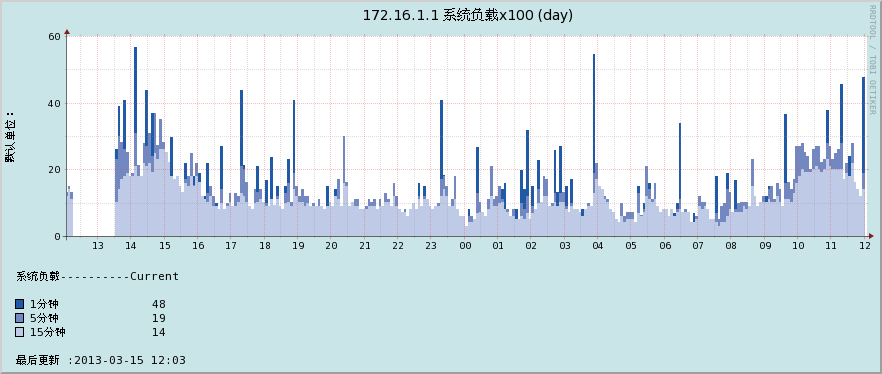 172.16.1.1 系统负载x100 (day)
RRDTOOL / TOBI OETIKER
默认单位:
60
40
20
0
13 14 15 16 17 18 19 20 21 22 23 00 01 02 03 04 05 06 07 08 09 10 11 12
系统负载----------Current
1分钟 48
5分钟 19
15分钟 14
最后更新 :2013-03-15 12:03